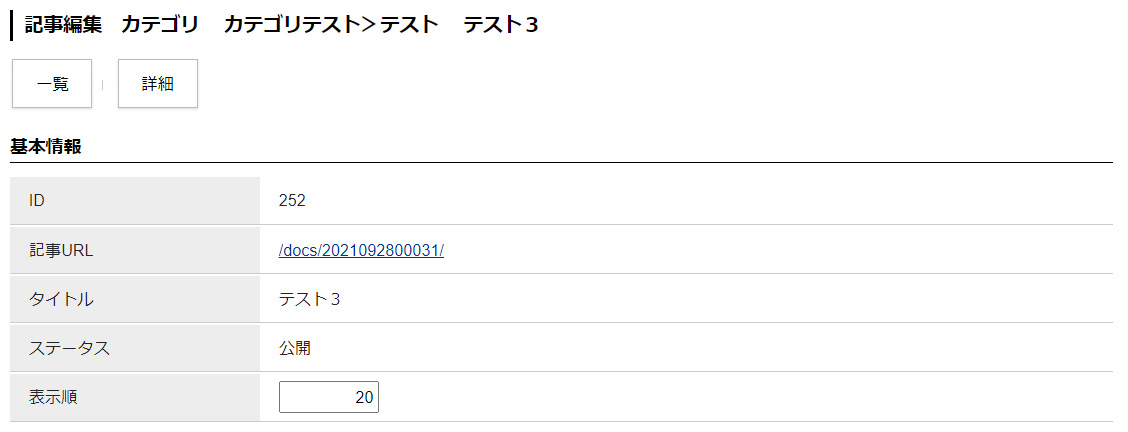 記事編集　カテゴリ　カテゴリテスト＞テスト　テスト３
一覧 詳細
基本情報
ID 252
記事URL /docs/2021092800031/
タイトル テスト３
ステータス 公開
表示順 20